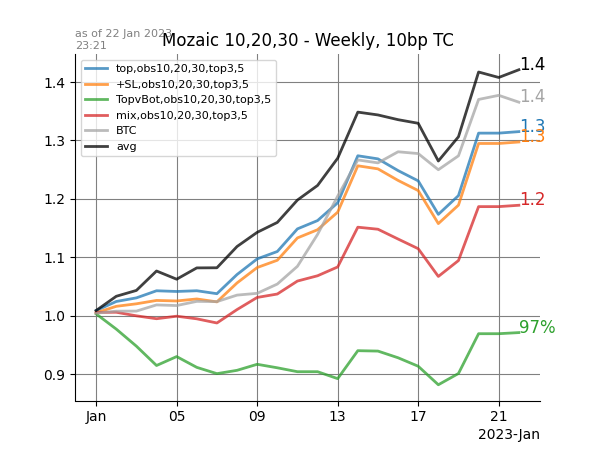 as of 22 Jan 2023
23:21
Mozaic 10,20,30 - Weekly, 10bp TC
top,obs10,20,30,top3,5
+SL,obs10,20,30,top3,5
TopvBot,obs10,20,30,top3,5
mix,obs10,20,30,top3,5
BTC
avg
1.4
1.3
1.2
1.1
1.0
0.9
1.4
1.4
1.3
1.3
1.2
97%
Jan
05
09
13
17
21
2023-Jan